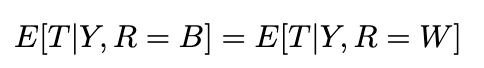 E[T|Y, R = B] = E[T|Y, R = W]